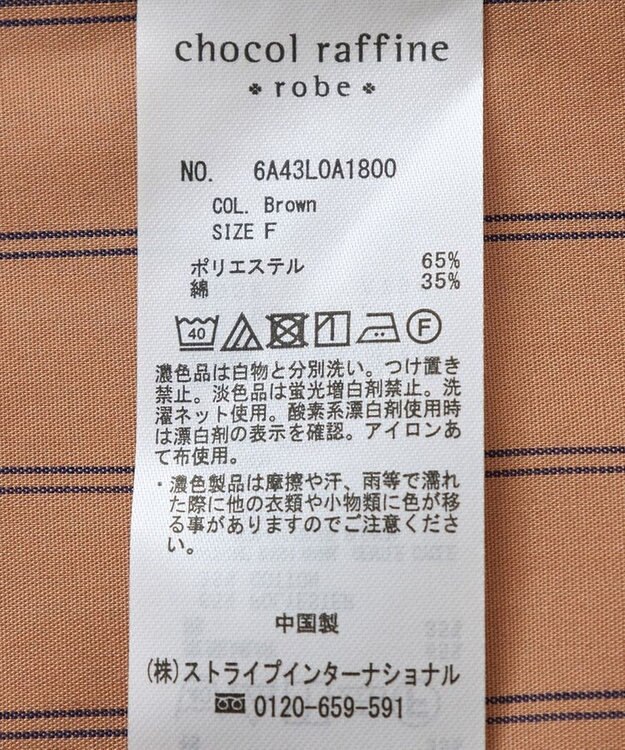 chocol raffine
robe
NO. 6A43L0A1800
COL. Brown
SIZE F
ポリエステル 65%
綿 35%
40 F
濃色品は白物と分別洗い。つけ置き
禁止。淡色品は蛍光増白剤禁止。洗
濯ネット使用。酸素系漂白剤使用時
は漂白剤の表示を確認。アイロンあ
て布使用。
・濃色製品は摩擦や汗、雨等で濡れ
た際に他の衣類や小物類に色が移
る事がありますのでご注意くださ
い。
中国製
(株)ストライプインターナショナル
0120-659-591